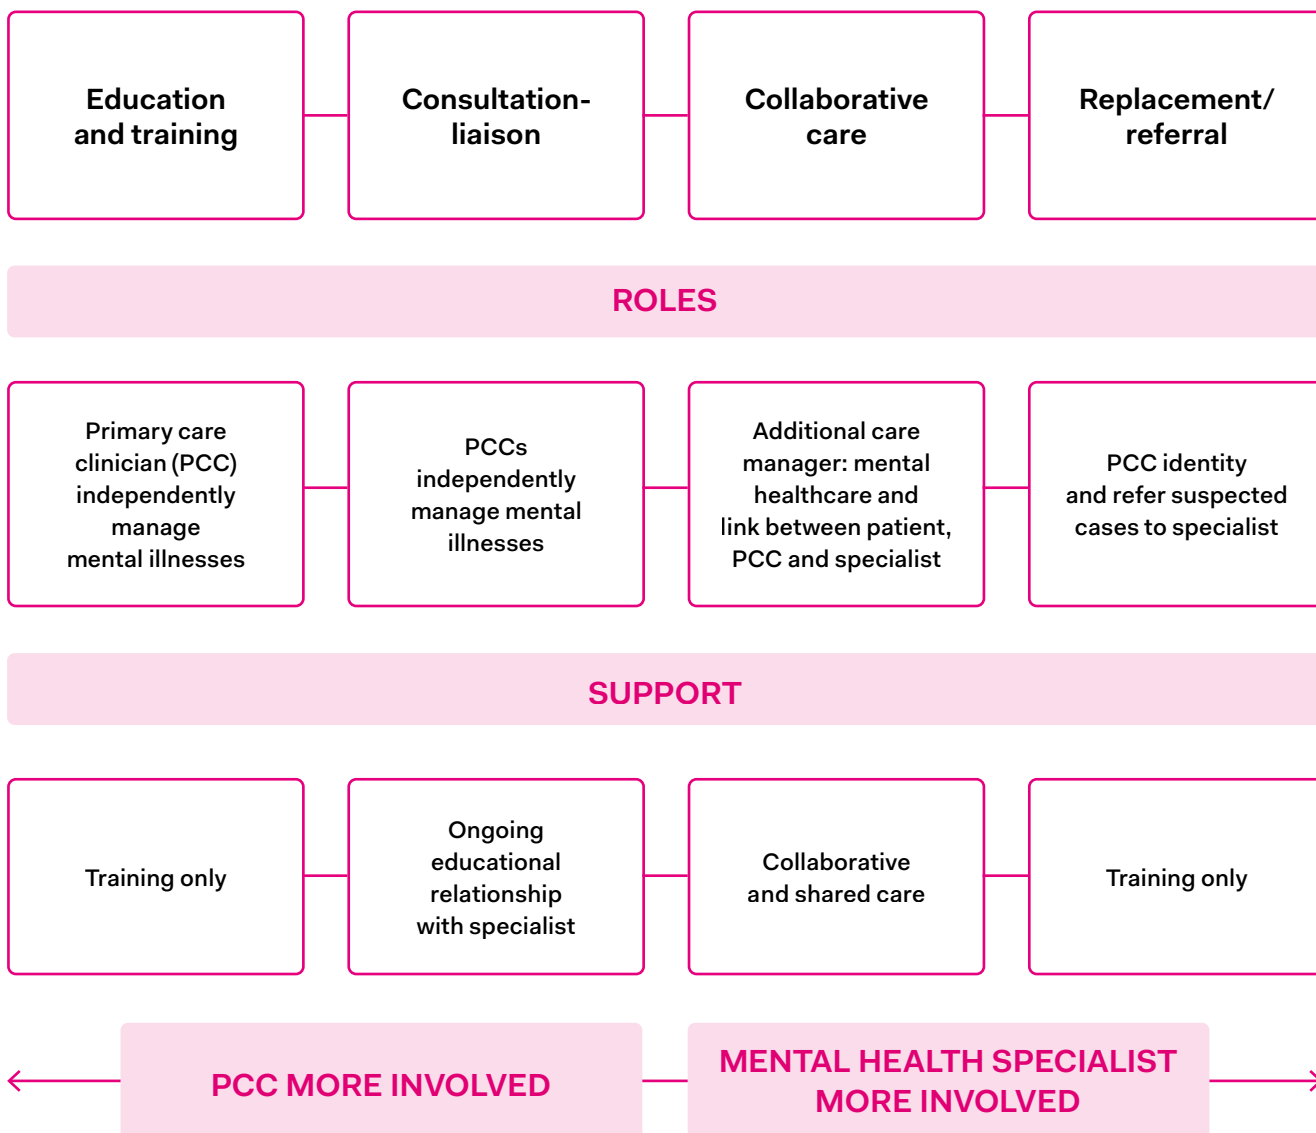 Education
and training
Consultation-
liaison
Collaborative
care
Replacement/
referral
ROLES
Primary care
clinician (PCC)
independently
manage
mental illnesses
PCCs
independently
manage mental
illnesses
Additional care
manager: mental
healthcare and
link between patient,
PCC and specialist
PCC identity
and refer suspected
cases to specialist
SUPPORT
Training only
Ongoing
educational
relationship
with specialist
Collaborative
and shared care
Training only
PCC MORE INVOLVED
MENTAL HEALTH SPECIALIST
MORE INVOLVED